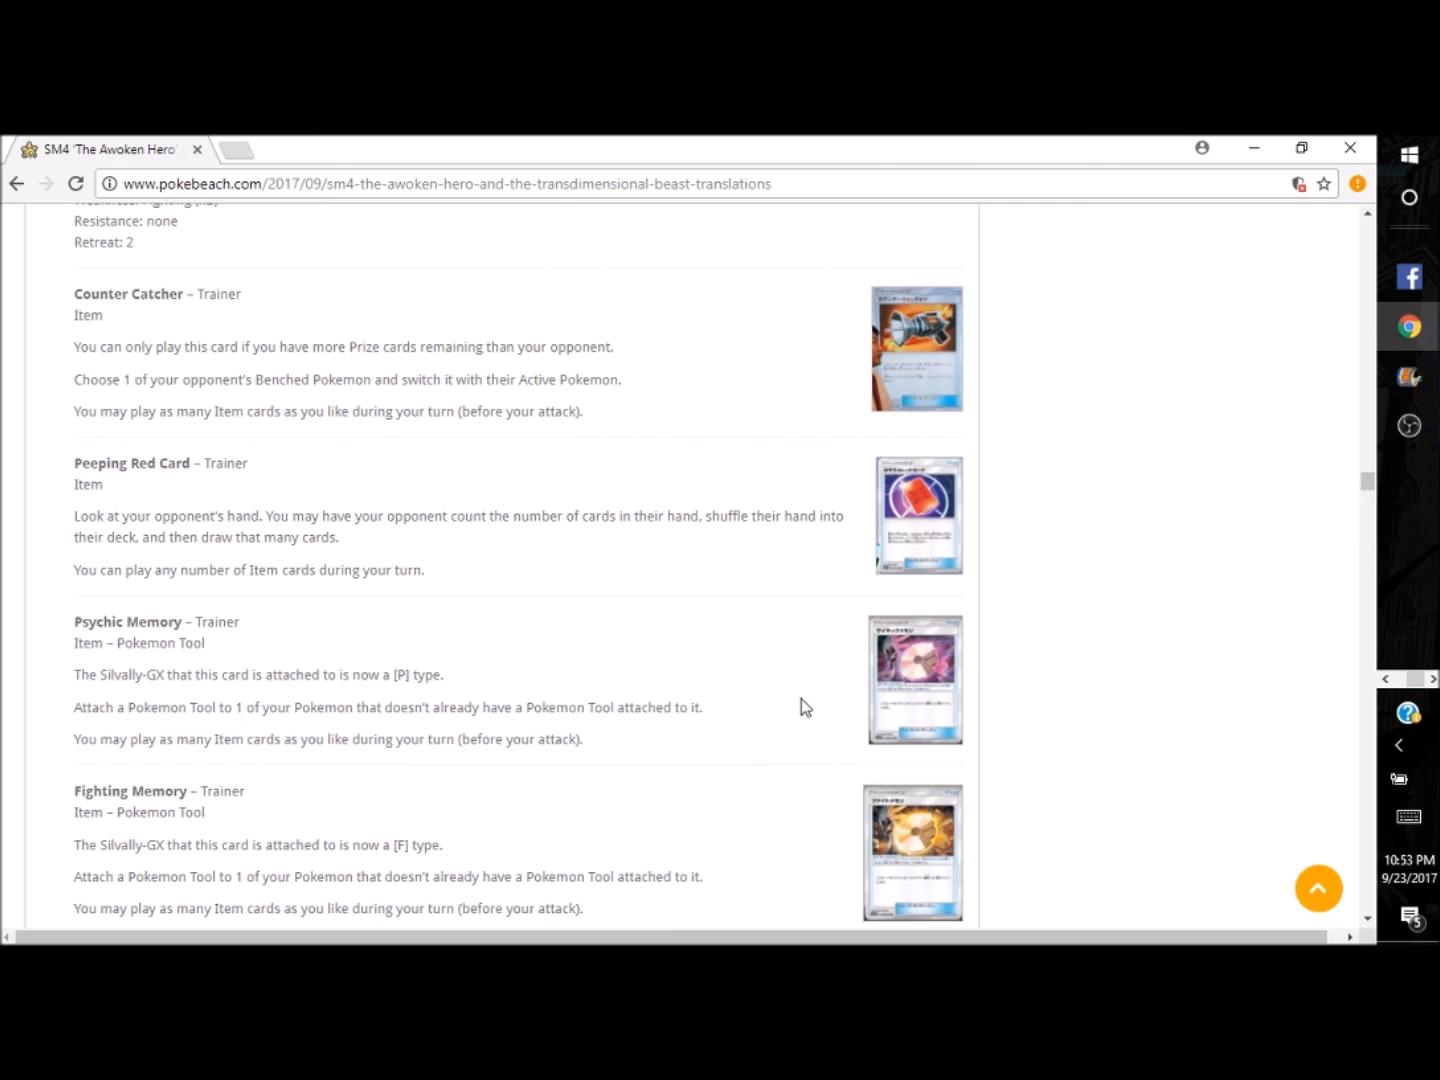 SM4 'The Awoken Hero'
www.pokebeach.com/2017/09/sm4-the-awoken-hero-and-the-transdimensional-beast-translations
Resistance: none
Retreat: 2
Counter Catcher – Trainer
Item
You can only play this card if you have more Prize cards remaining than your opponent.
Choose 1 of your opponent's Benched Pokemon and switch it with their Active Pokemon.
You may play as many Item cards as you like during your turn (before your attack).
Peeping Red Card – Trainer
Item
Look at your opponent's hand. You may have your opponent count the number of cards in their hand, shuffle their hand into
their deck, and then draw that many cards.
You can play any number of Item cards during your turn.
Psychic Memory – Trainer
Item – Pokemon Tool
The Silvally-GX that this card is attached to is now a [P] type.
Attach a Pokemon Tool to 1 of your Pokemon that doesn't already have a Pokemon Tool attached to it.
You may play as many Item cards as you like during your turn (before your attack).
Fighting Memory – Trainer
Item – Pokemon Tool
The Silvally-GX that this card is attached to is now a [F] type.
Attach a Pokemon Tool to 1 of your Pokemon that doesn't already have a Pokemon Tool attached to it.
You may play as many Item cards as you like during your turn (before your attack).
10:53 PM
9/23/2017
5